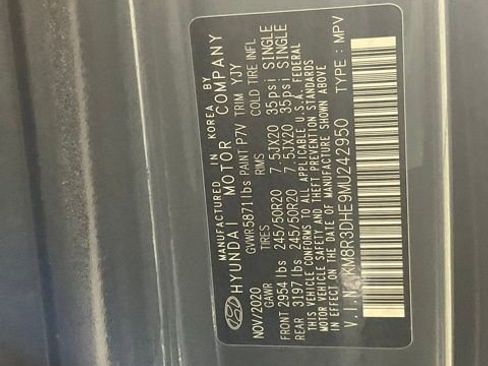 MANUFACTURED IN KOREA BY
HYUNDAI MOTOR COMPANY
NOV/2020 GVWR5871lbs PAINT P7V TRIM YJY
GAWR TIRES RIMS COLD TIRE INFL
FRONT 2954 lbs 245/50R20 7.5JX20 35psi SINGLE
REAR 3197 lbs 245/50R20 7.5JX20 35psi SINGLE
THIS VEHICLE CONFORMS TO ALL APPLICABLE U.S.A. FEDERAL
MOTOR VEHICLE SAFETY AND THEFT PREVENTION STANDARDS
IN EFFECT ON THE DATE OF MANUFACTURE SHOWN ABOVE
KM8R3DHE9MU242950 TYPE : MPV